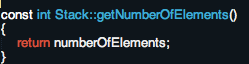 const int Stack::getNumberOfElements()
{
return numberOfElements;
}